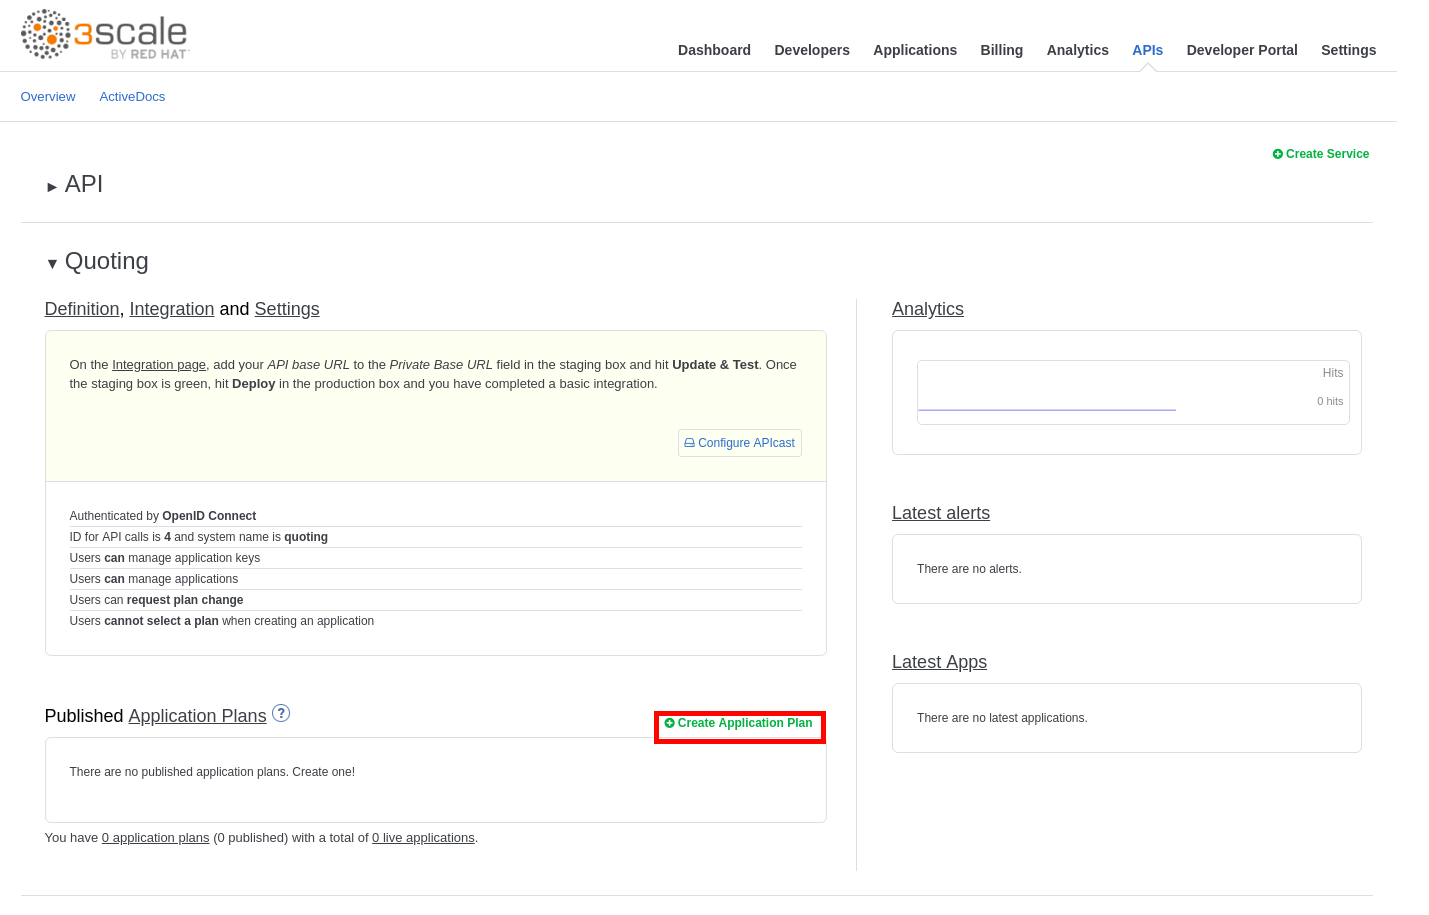 3scale
BY RED HAT
Dashboard Developers Applications Billing Analytics APIs Developer Portal Settings
Overview ActiveDocs
Create Service
► API
▼ Quoting
Definition, Integration and Settings
On the Integration page, add your API base URL to the Private Base URL field in the staging box and hit Update & Test. Once
the staging box is green, hit Deploy in the production box and you have completed a basic integration.
Configure APIcast
Authenticated by OpenID Connect
ID for API calls is 4 and system name is quoting
Users can manage application keys
Users can manage applications
Users can request plan change
Users cannot select a plan when creating an application
Published Application Plans ?
Create Application Plan
There are no published application plans. Create one!
You have 0 application plans (0 published) with a total of 0 live applications.
Analytics
Hits
0 hits
Latest alerts
There are no alerts.
Latest Apps
There are no latest applications.